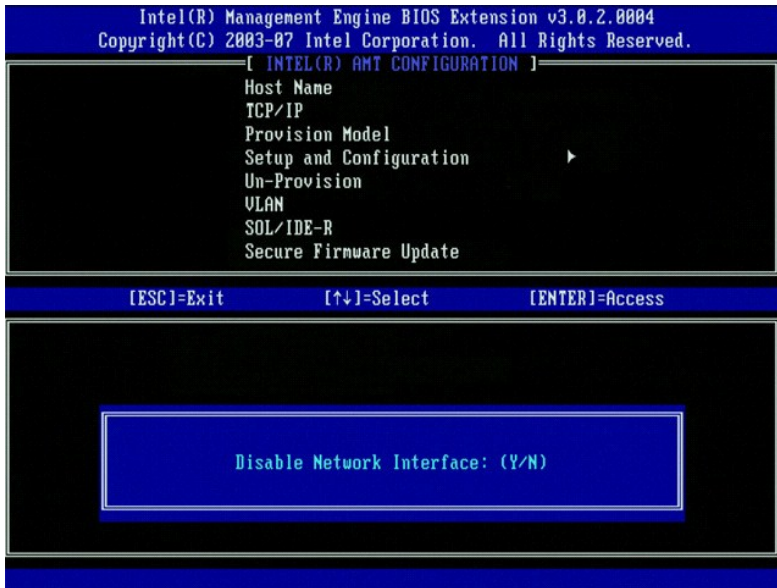 Intel(R) Management Engine BIOS Extension v3.0.2.0004
Copyright(C) 2003-07 Intel Corporation. All Rights Reserved.
[ INTEL(R) AMT CONFIGURATION ]
Host Name
TCP/IP
Provision Model
Setup and Configuration
Un-Provision
VLAN
SOL/IDE-R
Secure Firmware Update
[ESC]=Exit [↑↓]=Select [ENTER]=Access
Disable Network Interface: (Y/N)